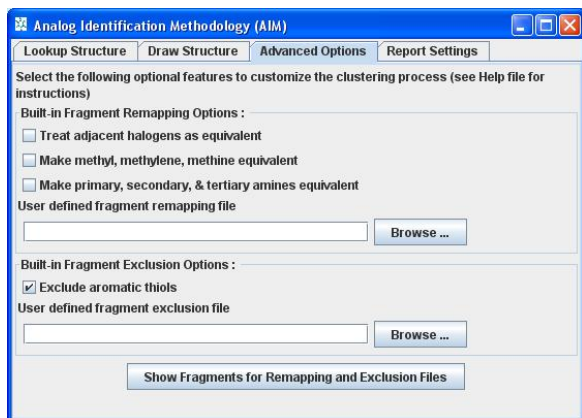 Analog Identification Methodology (AIM)
Lookup Structure Draw Structure Advanced Options Report Settings
Select the following optional features to customize the clustering process (see Help file for
instructions)
Built-in Fragment Remapping Options :
Treat adjacent halogens as equivalent
Make methyl, methylene, methine equivalent
Make primary, secondary, & tertiary amines equivalent
User defined fragment remapping file
Browse ...
Built-in Fragment Exclusion Options :
Exclude aromatic thiols
User defined fragment exclusion file
Browse ...
Show Fragments for Remapping and Exclusion Files